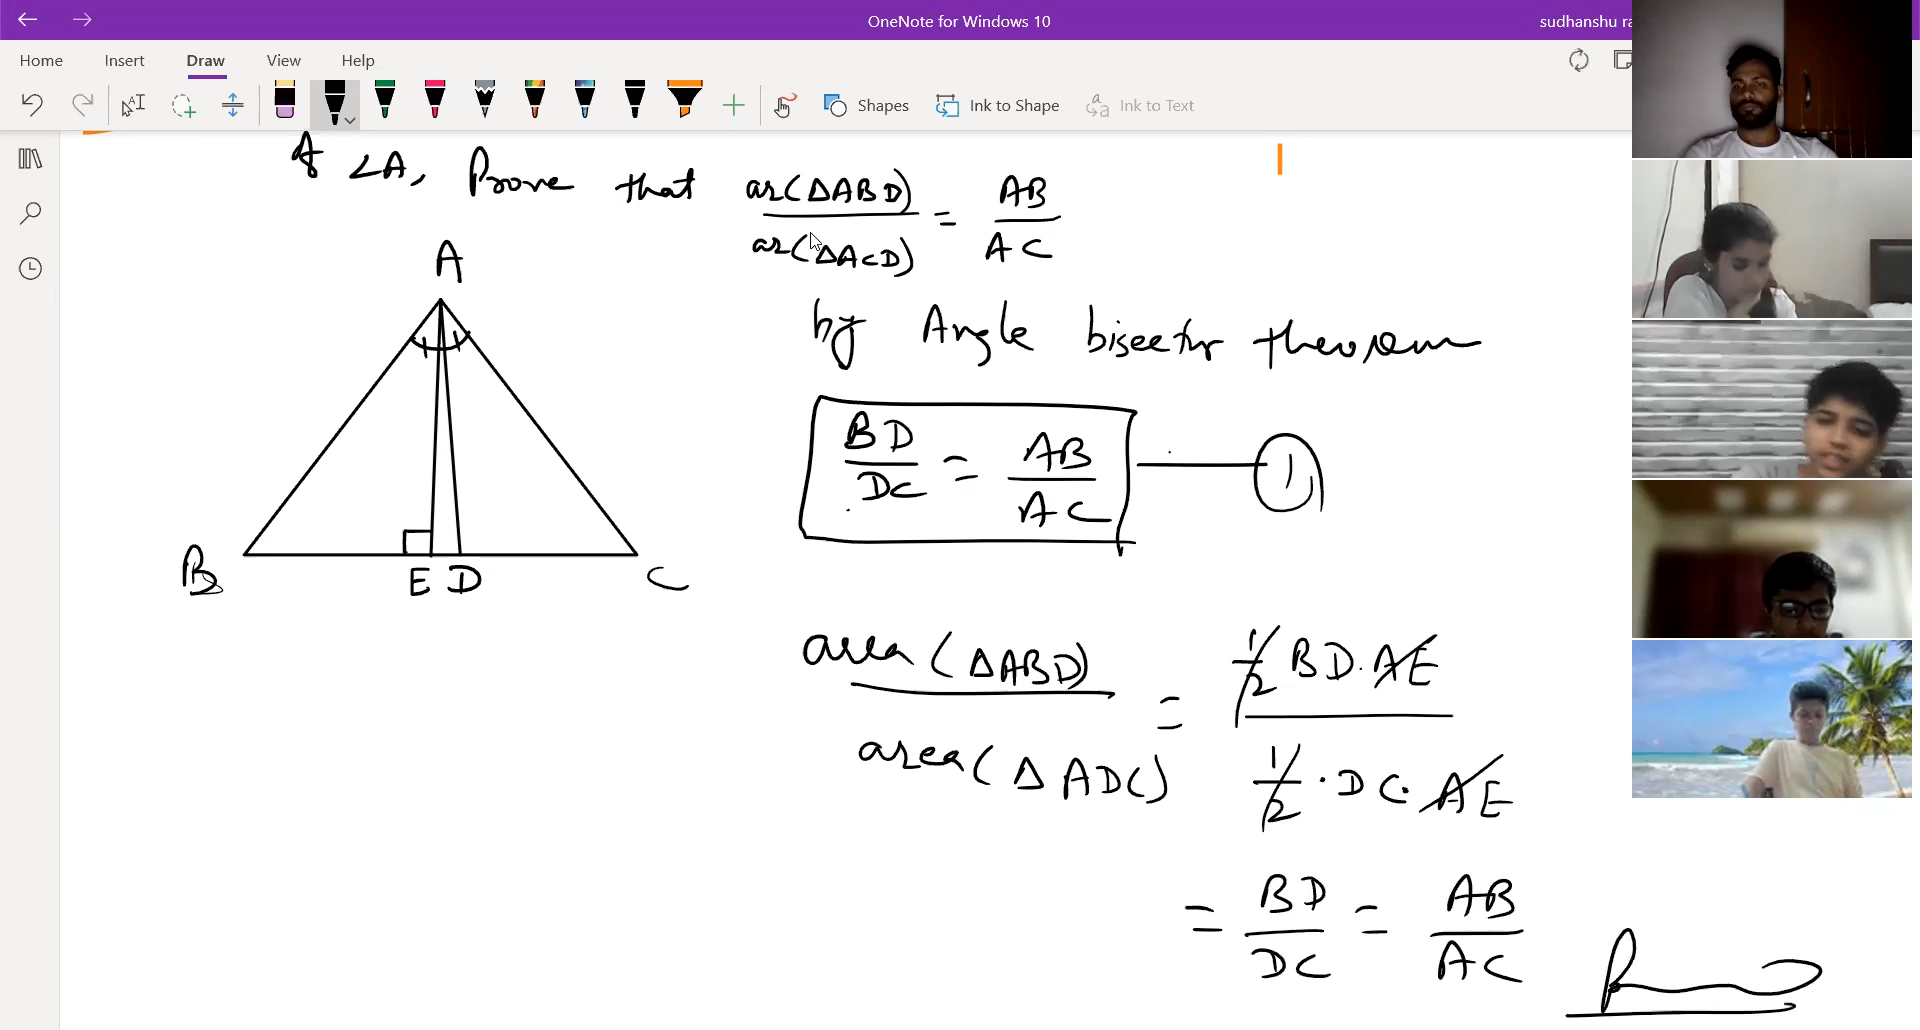 OneNote for Windows 10
sudhanshu ra
Home Insert Draw View Help
Shapes Ink to Shape Ink to Text
of ∠A, Prove that ar(ΔABD)/ar(ΔACD) = AB/AC
A
B E D C
by Angle bisector theorem
BD/DC = AB/AC — 1
area(ΔABD)/area(ΔADC) = 1/2 BD·AE / 1/2·DC·AE
= BD/DC = AB/AC